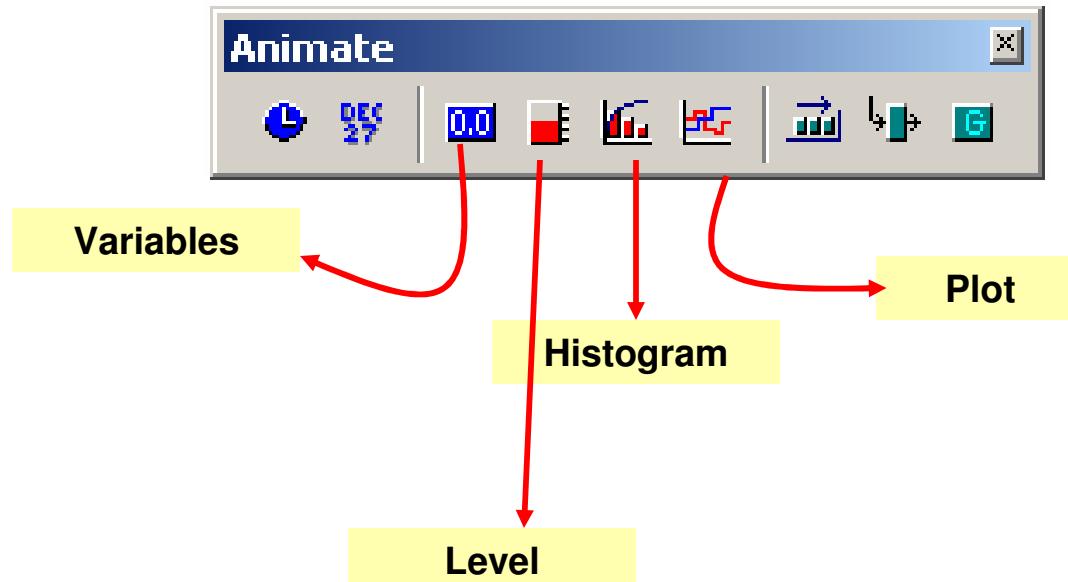 Animate
DEC
27
0.0
G
Variables
Plot
Histogram
Level